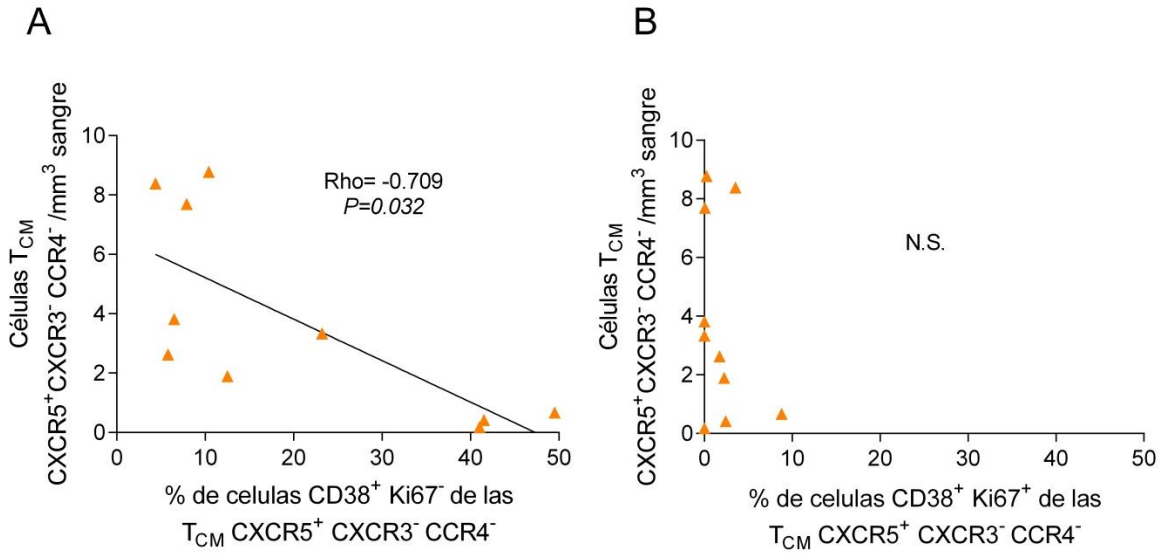 A
Células T_CM
CXCR5⁺CXCR3⁻ CCR4⁻ /mm³ sangre
10
8
6
4
2
0
Rho= -0.709
P=0.032
0 10 20 30 40 50
% de celulas CD38⁺ Ki67⁻ de las
T_CM CXCR5⁺ CXCR3⁻ CCR4⁻
B
Células T_CM
CXCR5⁺CXCR3⁻ CCR4⁻ /mm³ sangre
10
8
6
4
2
0
N.S.
0 10 20 30 40 50
% de celulas CD38⁺ Ki67⁺ de las
T_CM CXCR5⁺ CXCR3⁻ CCR4⁻